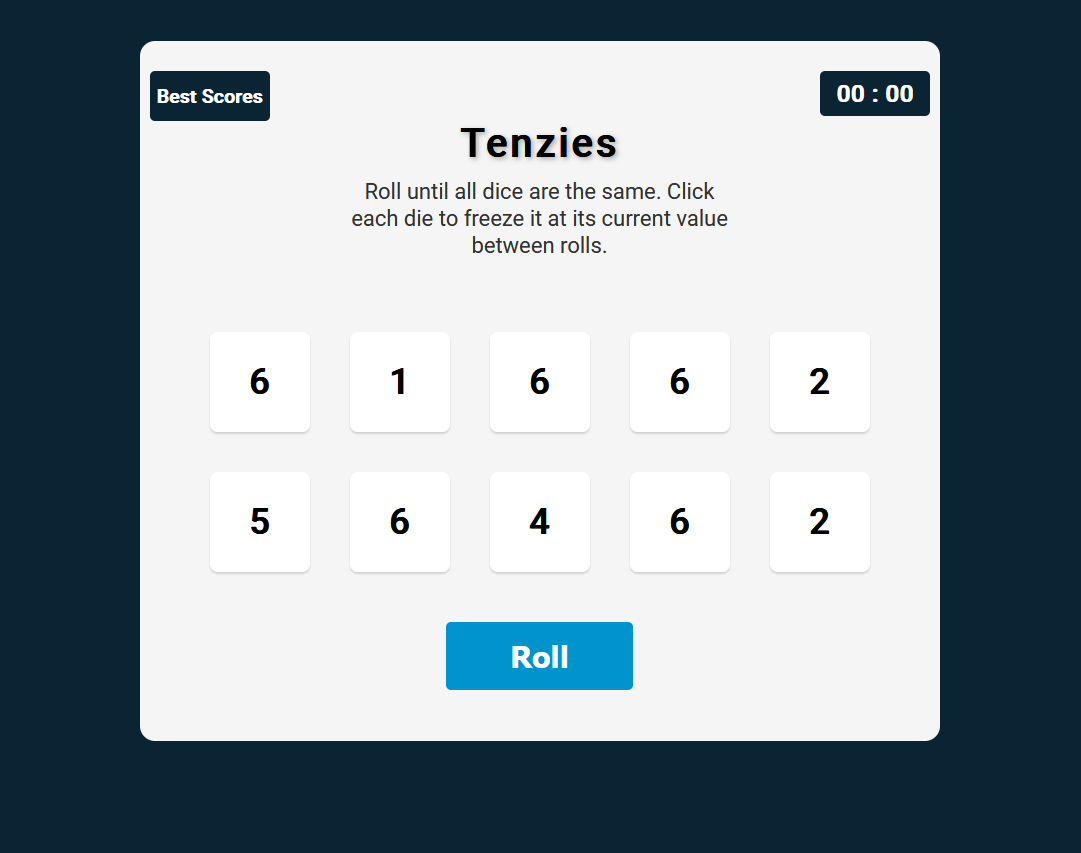 Best Scores
00 : 00
Tenzies
Roll until all dice are the same. Click
each die to freeze it at its current value
between rolls.
6 1 6 6 2
5 6 4 6 2
Roll